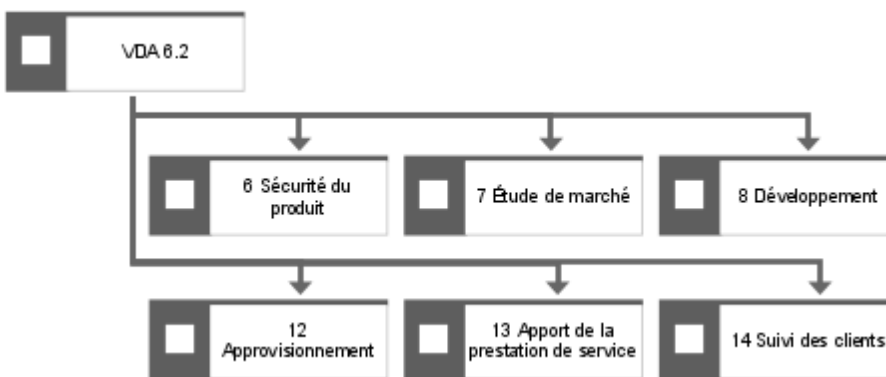 VDA 6.2
6 Sécurité du
produit
7 Étude de marché
8 Développement
12
Approvisionnement
13 Apport de la
prestation de service
14 Suivi des clients